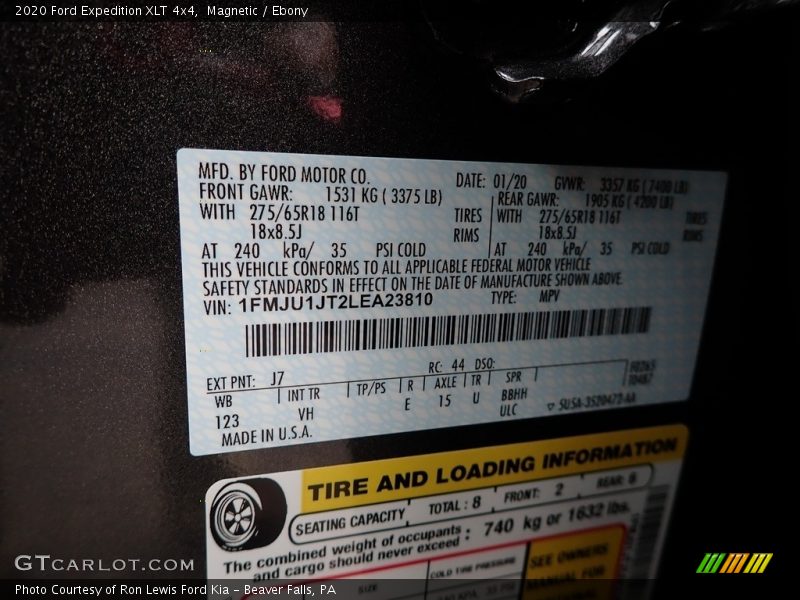 2020 Ford Expedition XLT 4x4, Magnetic / Ebony
MFD. BY FORD MOTOR CO. DATE: 01/20 GVWR: 3357 KG ( 7400 LB)
FRONT GAWR: 1531 KG ( 3375 LB) REAR GAWR: 1905 KG ( 4200 LB)
WITH 275/65R18 116T TIRES WITH 275/65R18 116T TIRES
18x8.5J RIMS 18x8.5J RIMS
AT 240 kPa/ 35 PSI COLD AT 240 kPa/ 35 PSI COLD
THIS VEHICLE CONFORMS TO ALL APPLICABLE FEDERAL MOTOR VEHICLE
SAFETY STANDARDS IN EFFECT ON THE DATE OF MANUFACTURE SHOWN ABOVE.
VIN: 1FMJU1JT2LEA23810 TYPE: MPV
EXT PNT: J7 RC: 44 DSO:
WB INT TR TP/PS R AXLE TR SPR
123 VH E 15 U BBHH
ULC
MADE IN U.S.A. 5U5A-3520472-AA
TIRE AND LOADING INFORMATION
SEATING CAPACITY TOTAL : 8 FRONT: 2 REAR: 6
The combined weight of occupants and cargo should never exceed : 740 kg or 1632 lbs.
SIZE COLD TIRE PRESSURE SEE OWNERS
MANUAL FOR
GTCARLOT.COM
Photo Courtesy of Ron Lewis Ford Kia - Beaver Falls, PA